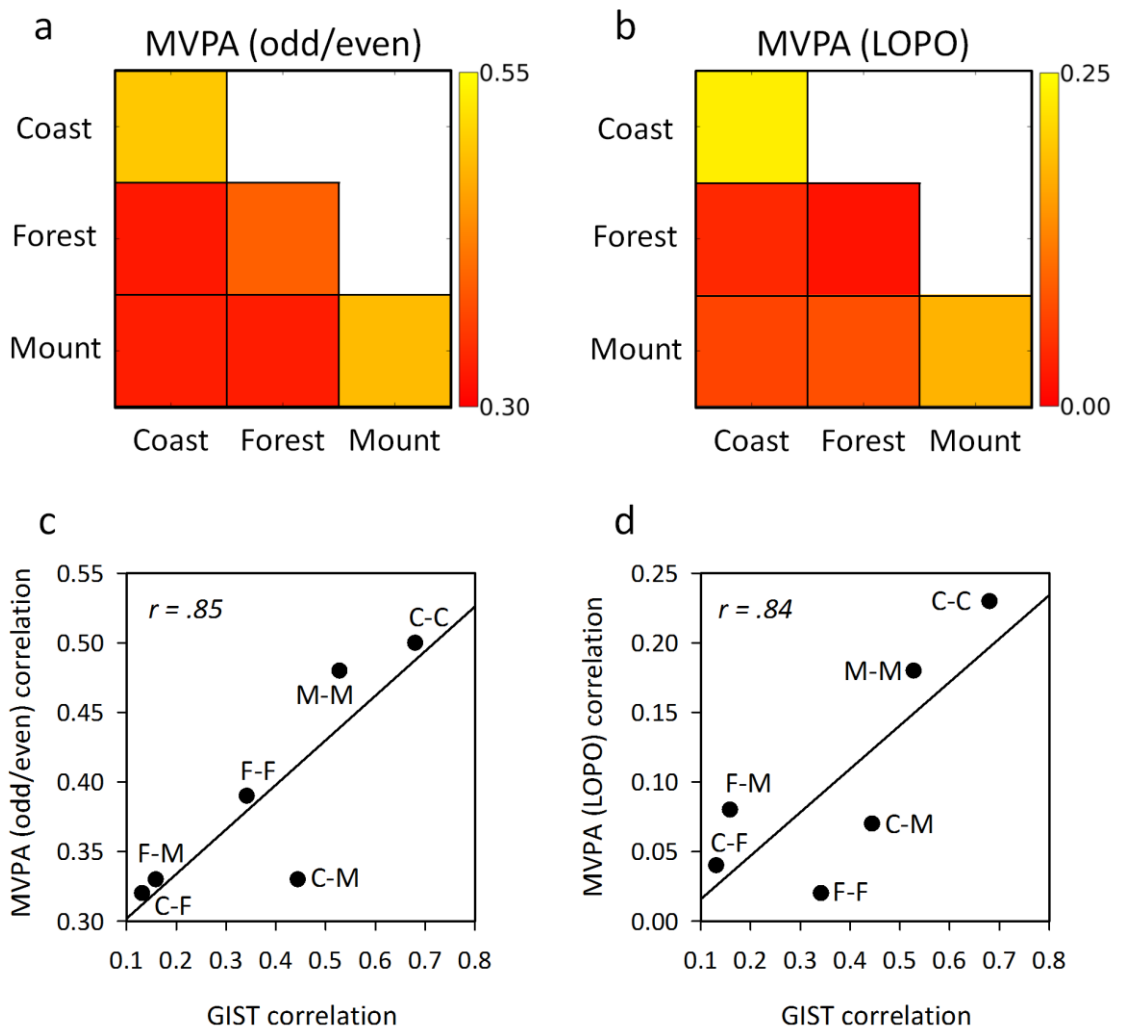 a
MVPA (odd/even)
0.55
Coast
Forest
Mount
0.30
Coast Forest Mount
b
MVPA (LOPO)
0.25
Coast
Forest
Mount
0.00
Coast Forest Mount
c
MVPA (odd/even) correlation
0.55
0.50
0.45
0.40
0.35
0.30
r = .85
C-C
M-M
F-F
F-M
C-M
C-F
0.1 0.2 0.3 0.4 0.5 0.6 0.7 0.8
GIST correlation
d
MVPA (LOPO) correlation
0.25
0.20
0.15
0.10
0.05
0.00
r = .84
C-C
M-M
F-M
C-M
C-F
F-F
0.1 0.2 0.3 0.4 0.5 0.6 0.7 0.8
GIST correlation